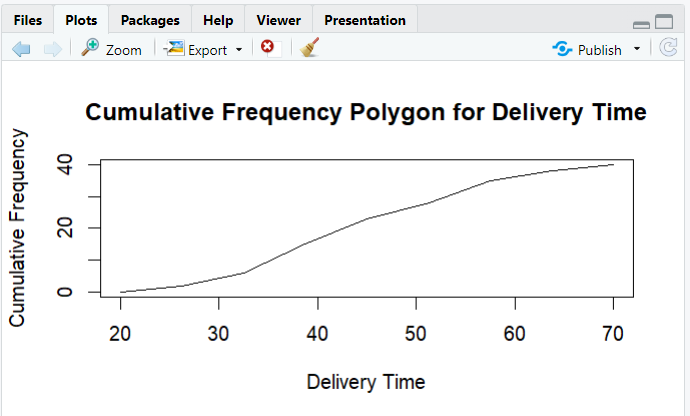 Files Plots Packages Help Viewer Presentation
Zoom Export Publish
Cumulative Frequency Polygon for Delivery Time
Cumulative Frequency
40
20
0
20 30 40 50 60 70
Delivery Time